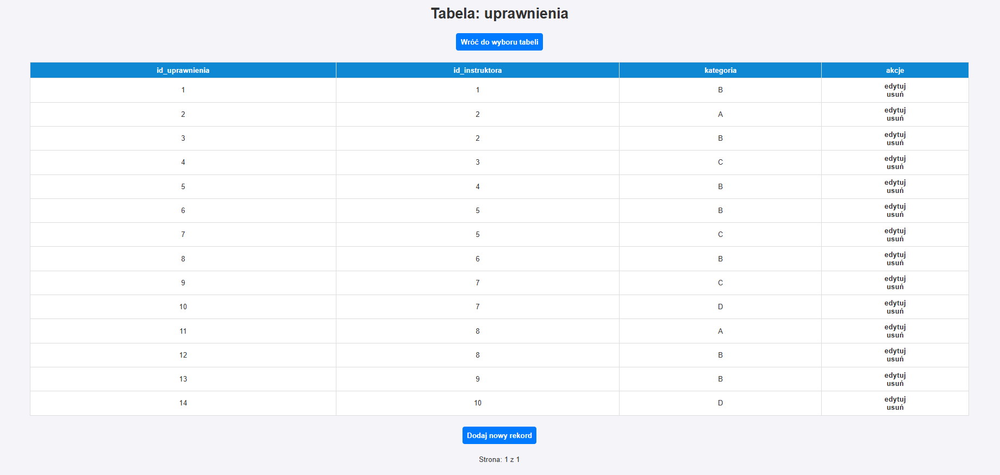 Tabela: uprawnienia
Wróć do wyboru tabeli
id_uprawnienia id_instruktora kategoria akcje
1 1 B edytuj
usuń
2 2 A edytuj
usuń
3 2 B edytuj
usuń
4 3 C edytuj
usuń
5 4 B edytuj
usuń
6 5 B edytuj
usuń
7 5 C edytuj
usuń
8 6 B edytuj
usuń
9 7 C edytuj
usuń
10 7 D edytuj
usuń
11 8 A edytuj
usuń
12 8 B edytuj
usuń
13 9 B edytuj
usuń
14 10 D edytuj
usuń
Dodaj nowy rekord
Strona: 1 z 1